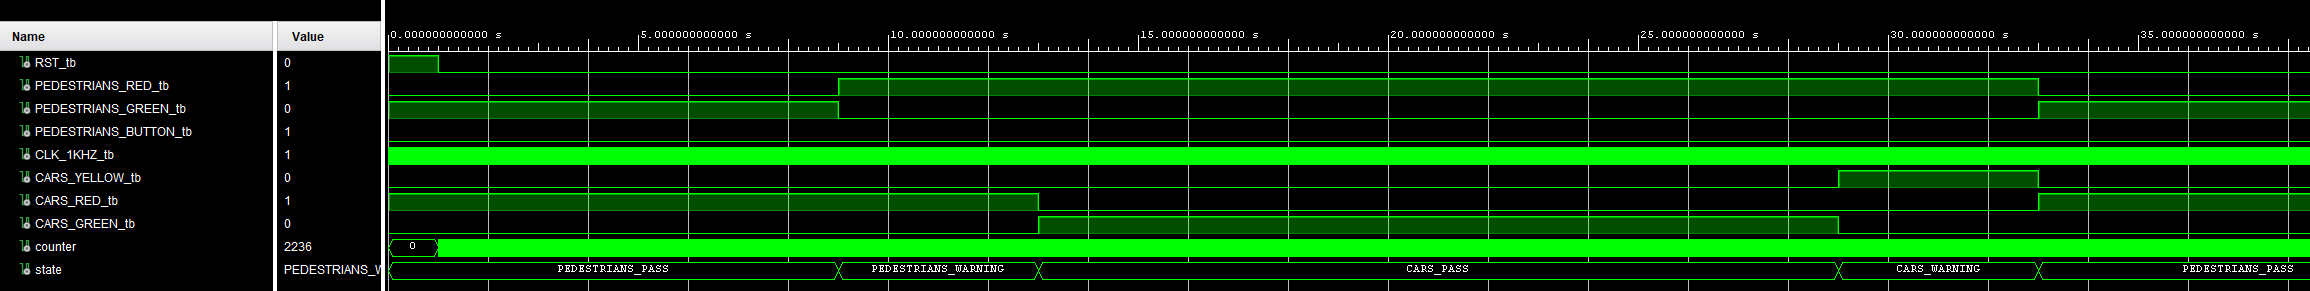 Name Value 0.000000000000 s 5.000000000000 s 10.000000000000 s 15.000000000000 s 20.000000000000 s 25.000000000000 s 30.000000000000 s 35.000000000000 s
RST_tb 0
PEDESTRIANS_RED_tb 1
PEDESTRIANS_GREEN_tb 0
PEDESTRIANS_BUTTON_tb 1
CLK_1KHZ_tb 1
CARS_YELLOW_tb 0
CARS_RED_tb 1
CARS_GREEN_tb 0
counter 2236 0
state PEDESTRIANS_W PEDESTRIANS_PASS PEDESTRIANS_WARNING CARS_PASS CARS_WARNING PEDESTRIANS_PASS